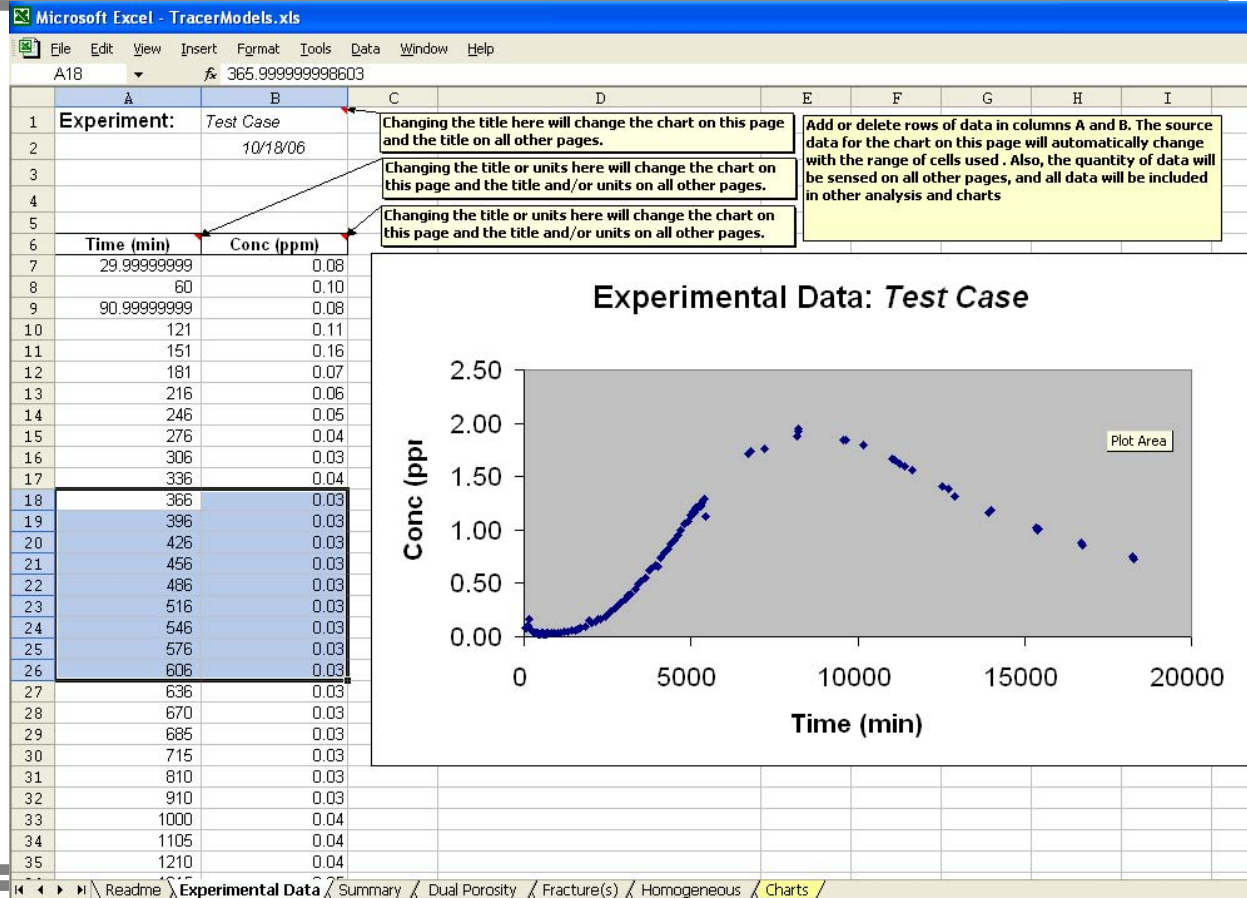 Microsoft Excel - TracerModels.xls
File Edit View Insert Format Tools Data Window Help
A18 fx 365.999999998603
A B C D E F G H I
1 Experiment: Test Case
2 10/18/06
3
4
5
Changing the title here will change the chart on this page
and the title on all other pages.
Changing the title or units here will change the chart on
this page and the title and/or units on all other pages.
Changing the title or units here will change the chart on
this page and the title and/or units on all other pages.
Add or delete rows of data in columns A and B. The source
data for the chart on this page will automatically change
with the range of cells used . Also, the quantity of data will
be sensed on all other pages, and all data will be included
in other analysis and charts
6 Time (min) Conc (ppm)
7 29.99999999 0.08
8 60 0.10
9 90.99999999 0.08
10 121 0.11
11 151 0.16
12 181 0.07
13 216 0.06
14 246 0.05
15 276 0.04
16 306 0.03
17 336 0.04
18 366 0.03
19 396 0.03
20 426 0.03
21 456 0.03
22 486 0.03
23 516 0.03
24 546 0.03
25 576 0.03
26 606 0.03
27 636 0.03
28 670 0.03
29 685 0.03
30 715 0.03
31 810 0.03
32 910 0.03
33 1000 0.04
34 1105 0.04
35 1210 0.04
Experimental Data: Test Case
2.50
2.00
1.50
1.00
0.50
0.00
Conc (ppı
Plot Area
0 5000 10000 15000 20000
Time (min)
Readme Experimental Data Summary Dual Porosity Fracture(s) Homogeneous Charts